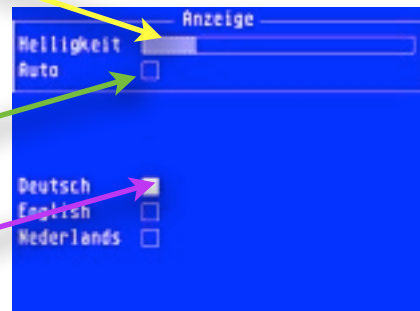 Anzeige
Helligkeit
Auto
Deutsch
English
Nederlands